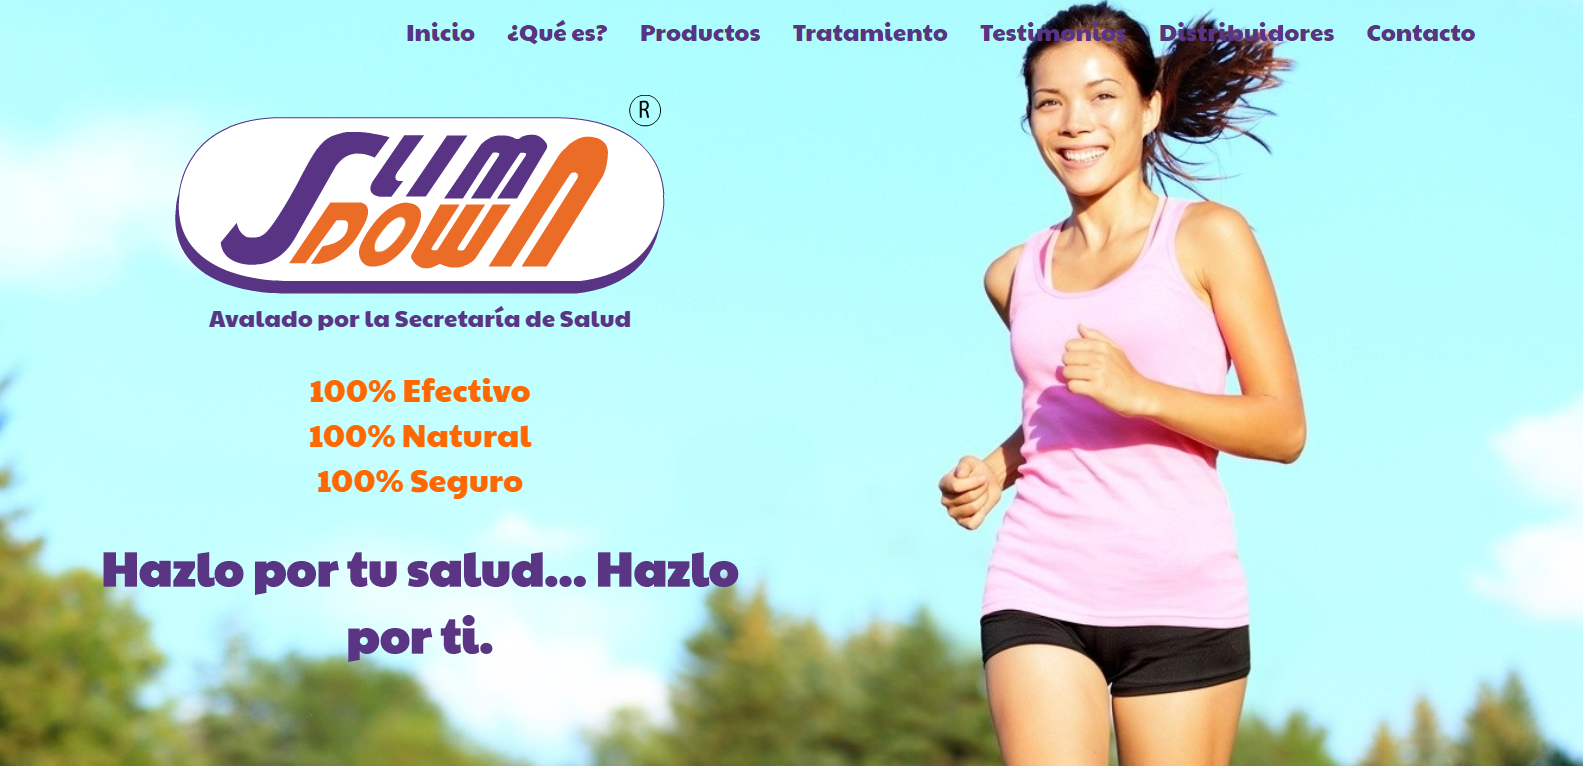 Inicio ¿Qué es? Productos Tratamiento Testimonios Distribuidores Contacto
R
SLIM
DOWN
Avalado por la Secretaría de Salud
100% Efectivo
100% Natural
100% Seguro
Hazlo por tu salud... Hazlo
por ti.